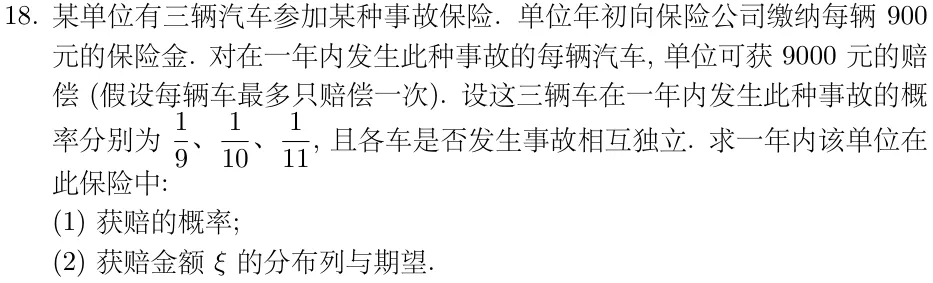 18. 某单位有三辆汽车参加某种事故保险. 单位年初向保险公司缴纳每辆 900
元的保险金. 对在一年内发生此种事故的每辆汽车, 单位可获 9000 元的赔
偿 (假设每辆车最多只赔偿一次). 设这三辆车在一年内发生此种事故的概
率分别为 1/9、1/10、1/11, 且各车是否发生事故相互独立. 求一年内该单位在
此保险中:
(1) 获赔的概率;
(2) 获赔金额 ξ 的分布列与期望.